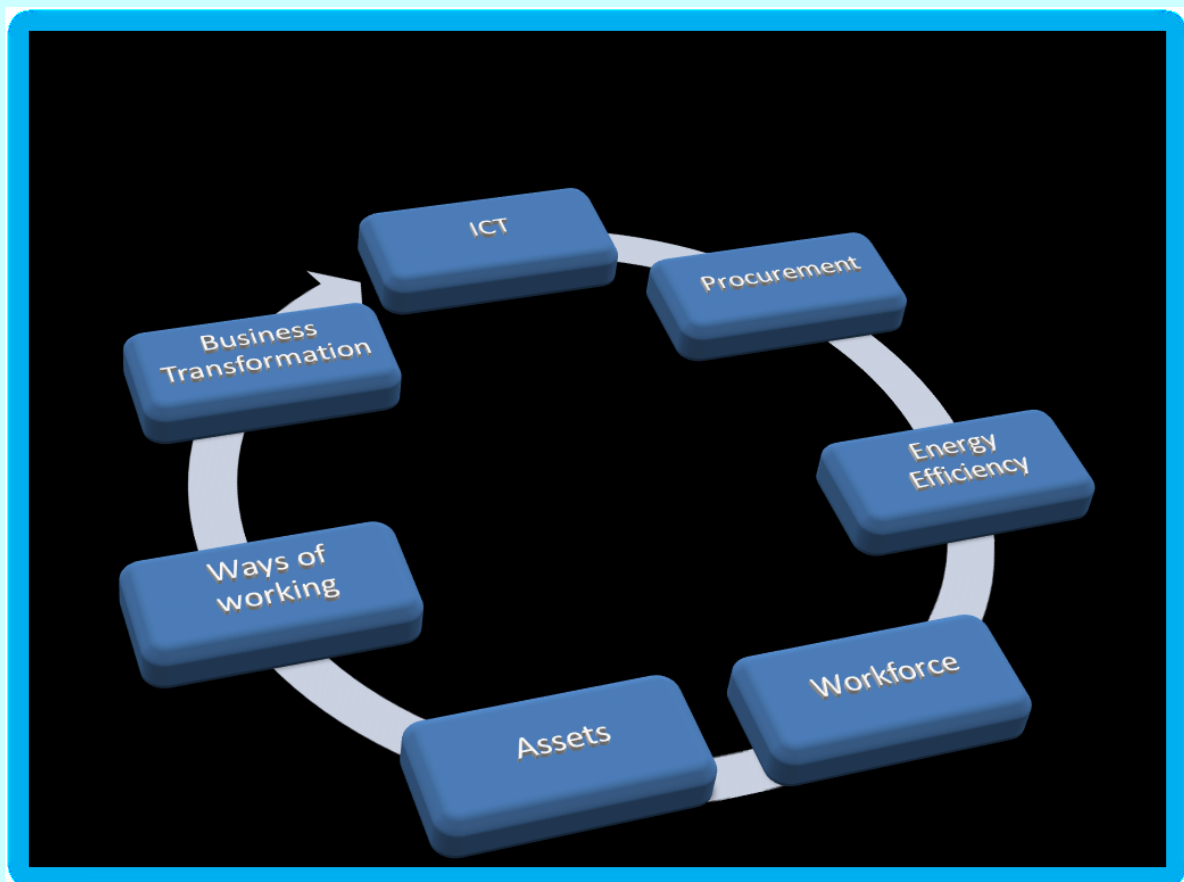 ICT
Procurement
Energy
Efficiency
Workforce
Assets
Ways of
working
Business
Transformation